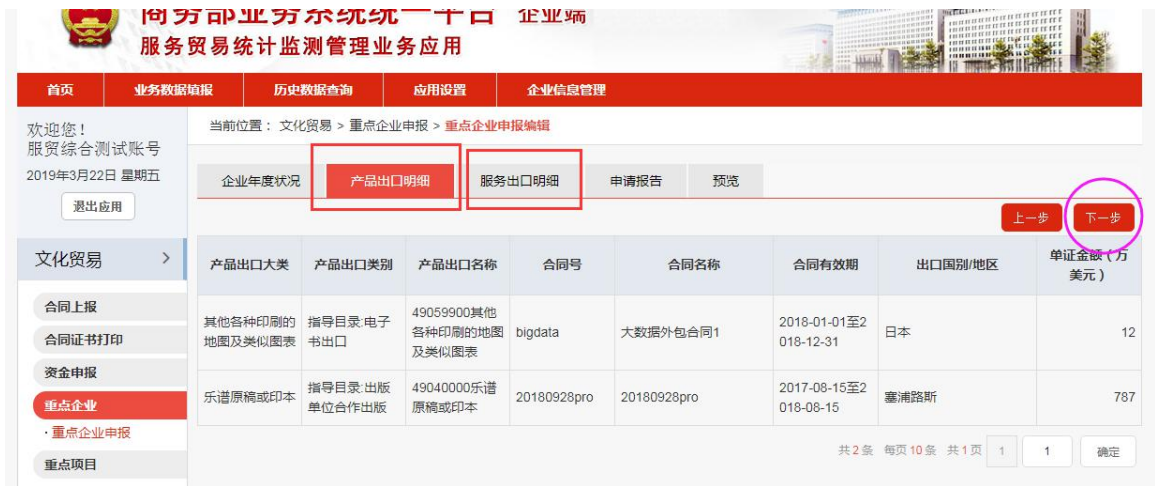 商务部业务系统统一平台 企业端
服务贸易统计监测管理业务应用
首页 业务数据填报 历史数据查询 应用设置 企业信息管理
欢迎您！
服贸综合测试账号
2019年3月22日 星期五
退出应用
当前位置： 文化贸易 > 重点企业申报 > 重点企业申报编辑
企业年度状况 产品出口明细 服务出口明细 申请报告 预览
上一步 下一步
文化贸易 >
合同上报
合同证书打印
资金申报
重点企业
·重点企业申报
重点项目
产品出口大类 产品出口类别 产品出口名称 合同号 合同名称 合同有效期 出口国别/地区 单证金额（万
美元）
其他各种印刷的 指导目录:电子 49059900其他 bigdata 大数据外包合同1 2018-01-01至2 日本 12
地图及类似图表 书出口 各种印刷的地图 018-12-31
及类似图表
乐谱原稿或印本 指导目录:出版 49040000乐谱 20180928pro 20180928pro 2017-08-15至2 塞浦路斯 787
单位合作出版 原稿或印本 018-08-15
共2条 每页10条 共1页 1 1 确定